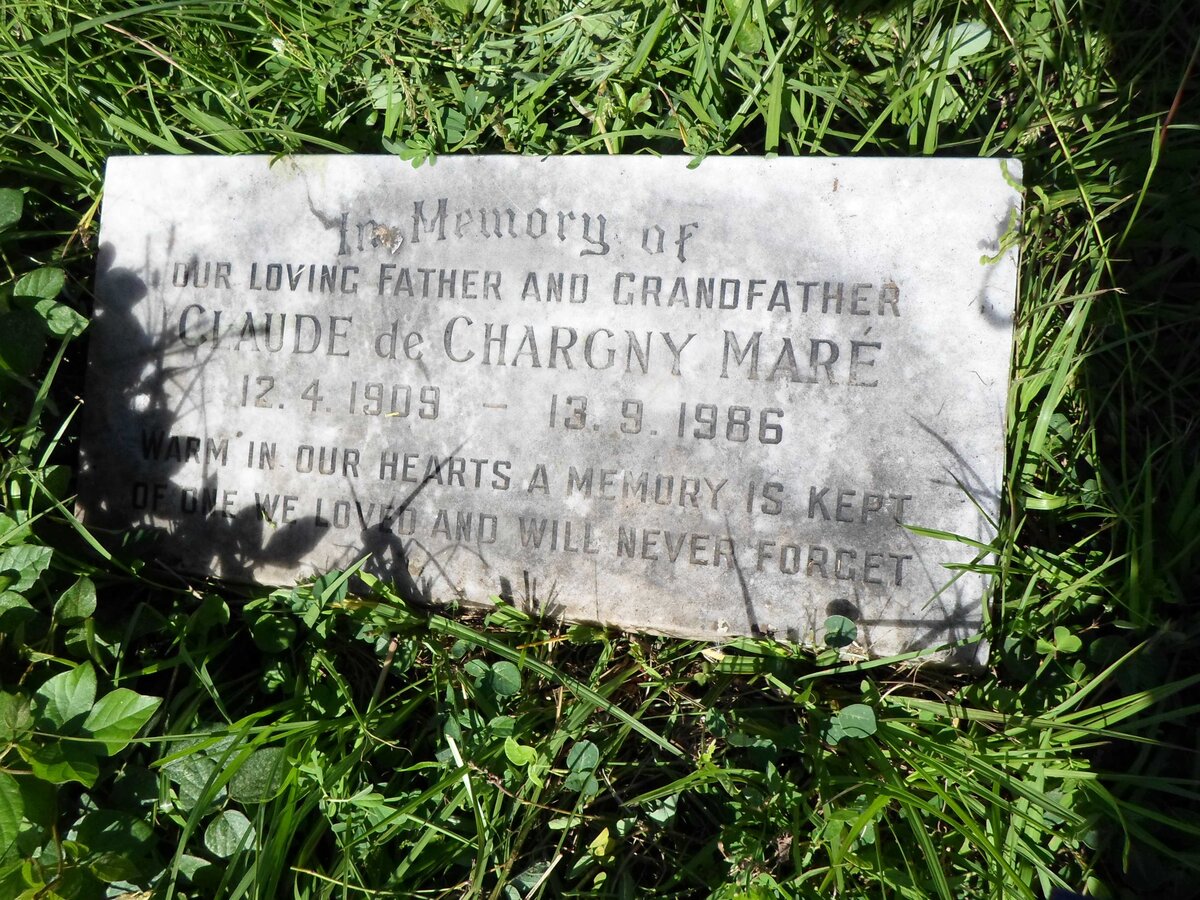 In Memory of
OUR LOVING FATHER AND GRANDFATHER
CLAUDE de CHARGNY MARÉ
12. 4. 1909 – 13. 9. 1986
WARM IN OUR HEARTS A MEMORY IS KEPT
OF ONE WE LOVED AND WILL NEVER FORGET